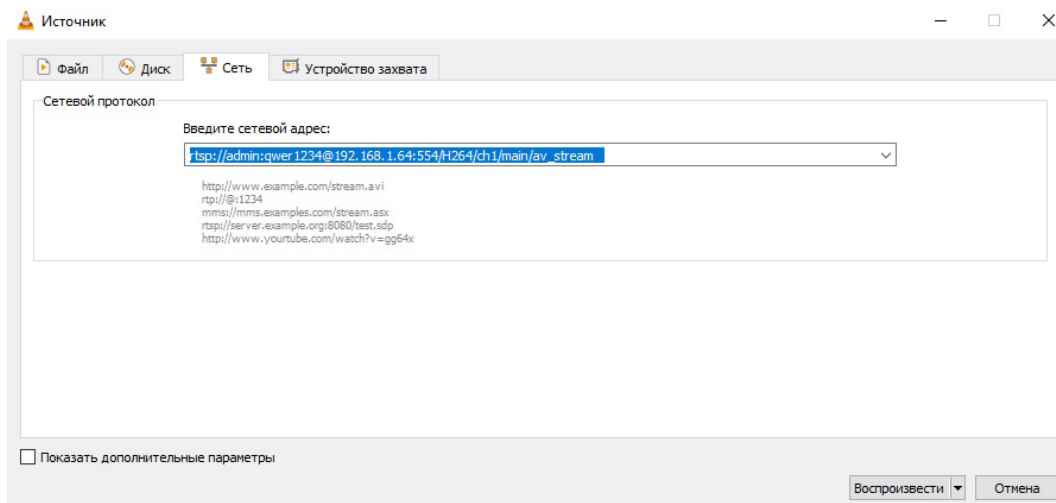 Источник
Файл Диск Сеть Устройство захвата
Сетевой протокол
Введите сетевой адрес:
rtsp://admin:qwer1234@192.168.1.64:554/H264/ch1/main/av_stream
http://www.example.com/stream.avi
rtp://@:1234
mms://mms.examples.com/stream.asx
rtsp://server.example.org:8080/test.sdp
http://www.yourtube.com/watch?v=gg64x
Показать дополнительные параметры
Воспроизвести Отмена